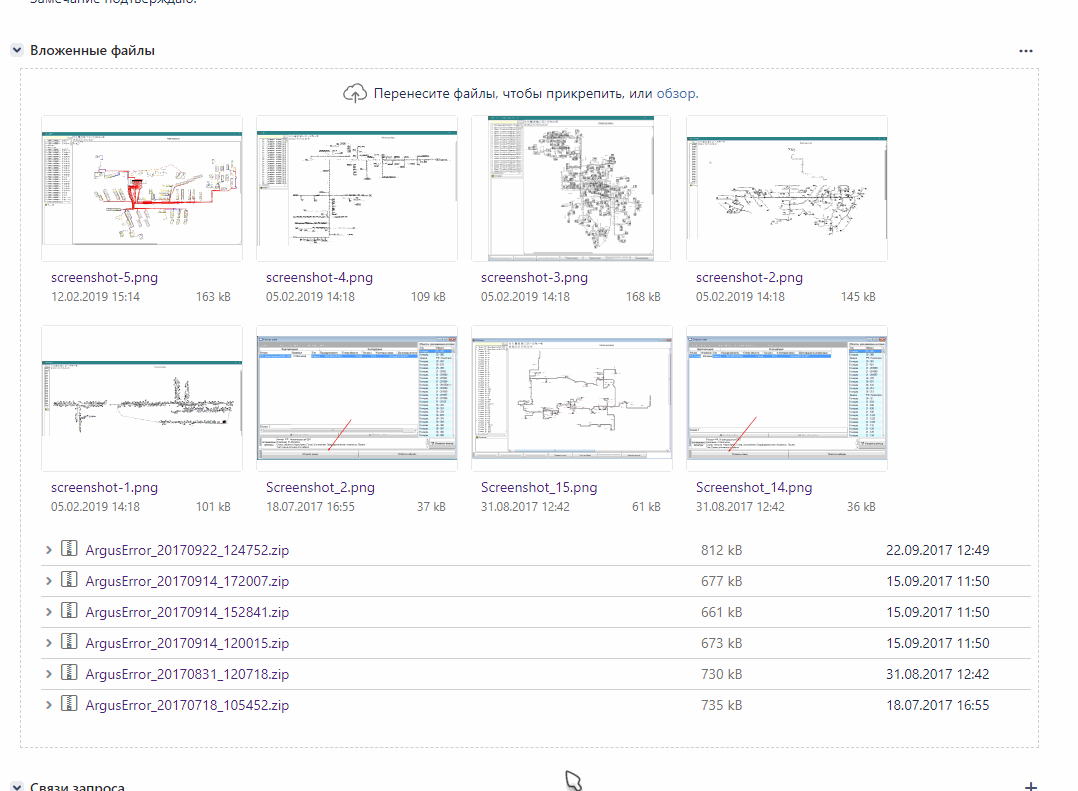 Замечание подтверждаю.
Вложенные файлы
Перенесите файлы, чтобы прикрепить, или обзор.
screenshot-5.png
12.02.2019 15:14 163 kB
screenshot-4.png
05.02.2019 14:18 109 kB
screenshot-3.png
05.02.2019 14:18 168 kB
screenshot-2.png
05.02.2019 14:18 145 kB
screenshot-1.png
05.02.2019 14:18 101 kB
Screenshot_2.png
18.07.2017 16:55 37 kB
Screenshot_15.png
31.08.2017 12:42 61 kB
Screenshot_14.png
31.08.2017 12:42 36 kB
ArgusError_20170922_124752.zip 812 kB 22.09.2017 12:49
ArgusError_20170914_172007.zip 677 kB 15.09.2017 11:50
ArgusError_20170914_152841.zip 661 kB 15.09.2017 11:50
ArgusError_20170914_120015.zip 673 kB 15.09.2017 11:50
ArgusError_20170831_120718.zip 730 kB 31.08.2017 12:42
ArgusError_20170718_105452.zip 735 kB 18.07.2017 16:55
Связи запроса